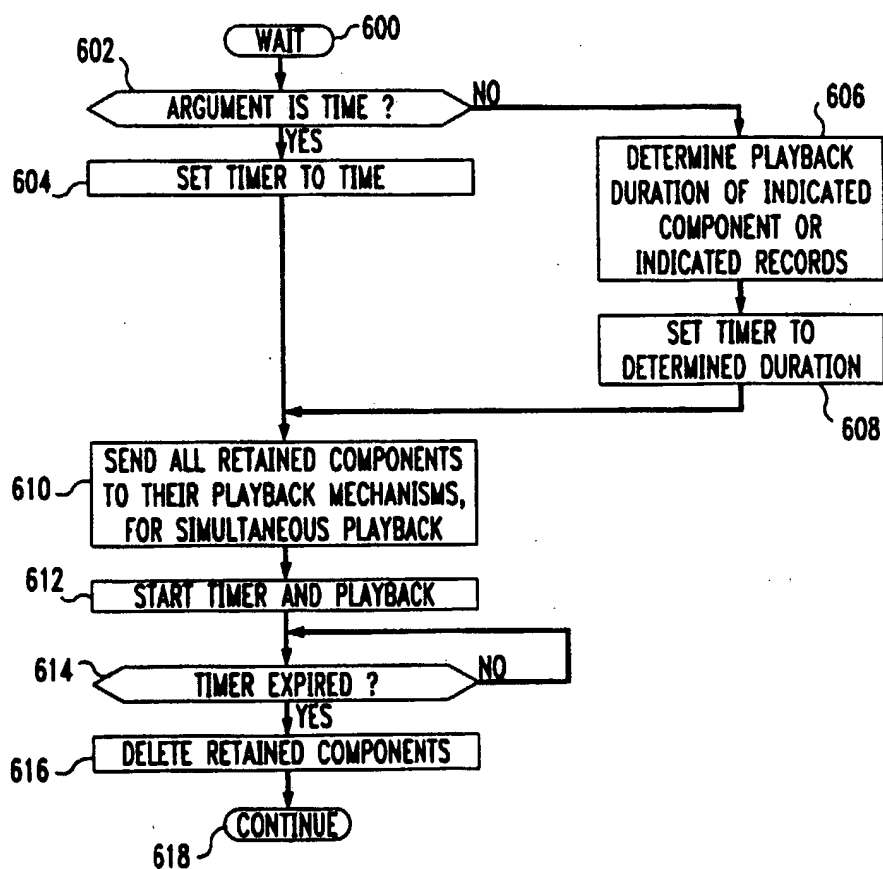 WAIT
600
602
ARGUMENT IS TIME ?
NO
YES
604
SET TIMER TO TIME
606
DETERMINE PLAYBACK
DURATION OF INDICATED
COMPONENT OR
INDICATED RECORDS
SET TIMER TO
DETERMINED DURATION
608
610
SEND ALL RETAINED COMPONENTS
TO THEIR PLAYBACK MECHANISMS,
FOR SIMULTANEOUS PLAYBACK
612
START TIMER AND PLAYBACK
614
TIMER EXPIRED ?
NO
YES
616
DELETE RETAINED COMPONENTS
CONTINUE
618